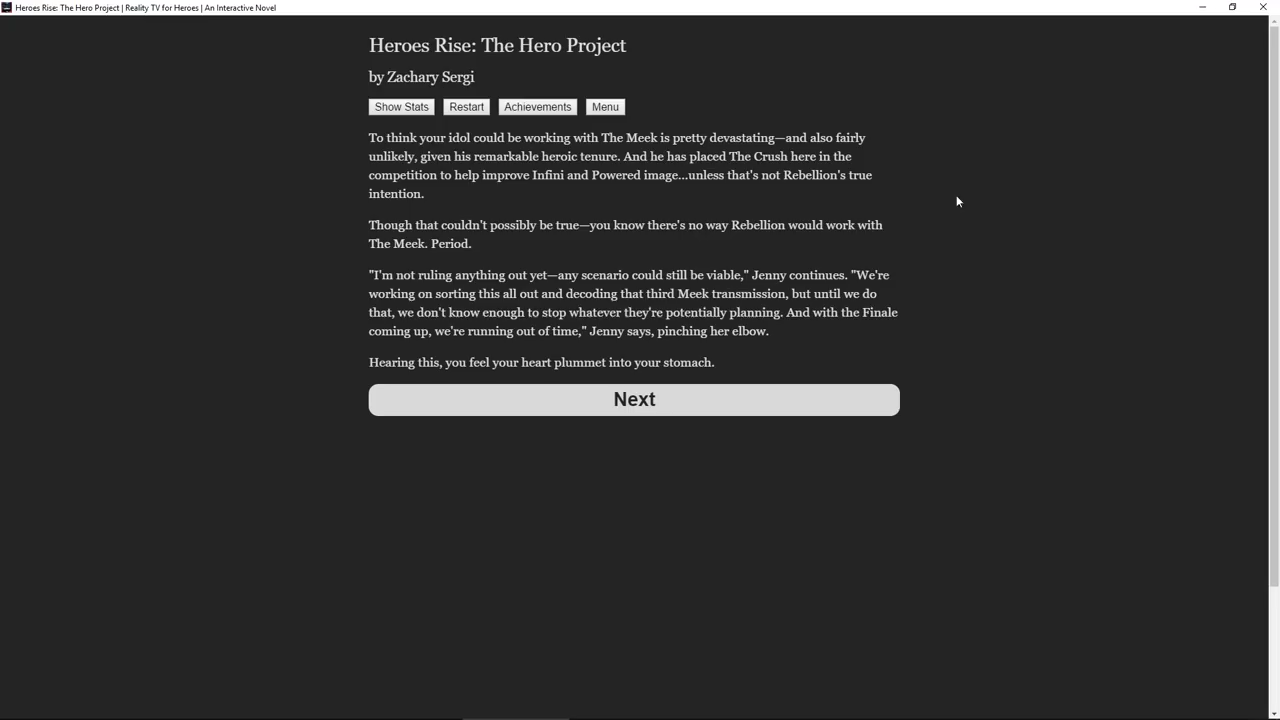 Heroes Rise: The Hero Project | Reality TV for Heroes | An Interactive Novel
Heroes Rise: The Hero Project
by Zachary Sergi
Show Stats Restart Achievements Menu
To think your idol could be working with The Meek is pretty devastating—and also fairly
unlikely, given his remarkable heroic tenure. And he has placed The Crush here in the
competition to help improve Infini and Powered image...unless that's not Rebellion's true
intention.
Though that couldn't possibly be true—you know there's no way Rebellion would work with
The Meek. Period.
"I'm not ruling anything out yet—any scenario could still be viable," Jenny continues. "We're
working on sorting this all out and decoding that third Meek transmission, but until we do
that, we don't know enough to stop whatever they're potentially planning. And with the Finale
coming up, we're running out of time," Jenny says, pinching her elbow.
Hearing this, you feel your heart plummet into your stomach.
Next